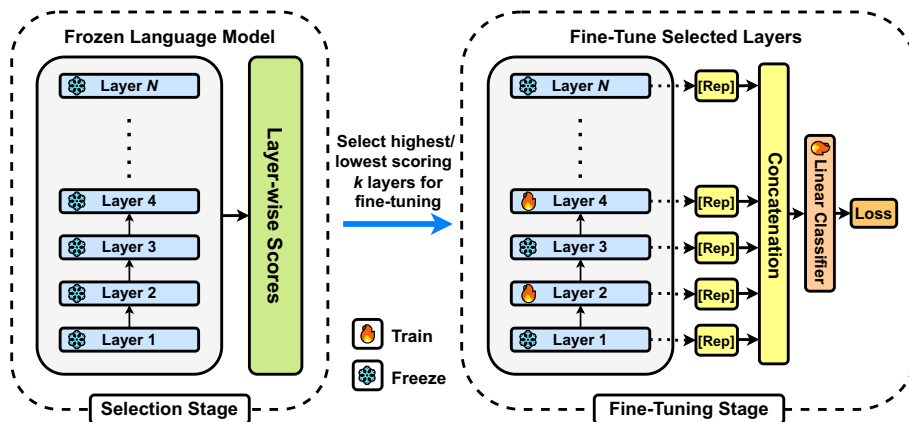 Frozen Language Model
Layer N
Layer 4
Layer 3
Layer 2
Layer 1
Layer-wise Scores
Selection Stage
Select highest/
lowest scoring
k layers for
fine-tuning
Train
Freeze
Fine-Tune Selected Layers
Layer N
[Rep]
Layer 4
[Rep]
Layer 3
[Rep]
Layer 2
[Rep]
Layer 1
[Rep]
Concatenation
Linear Classifier
Loss
Fine-Tuning Stage